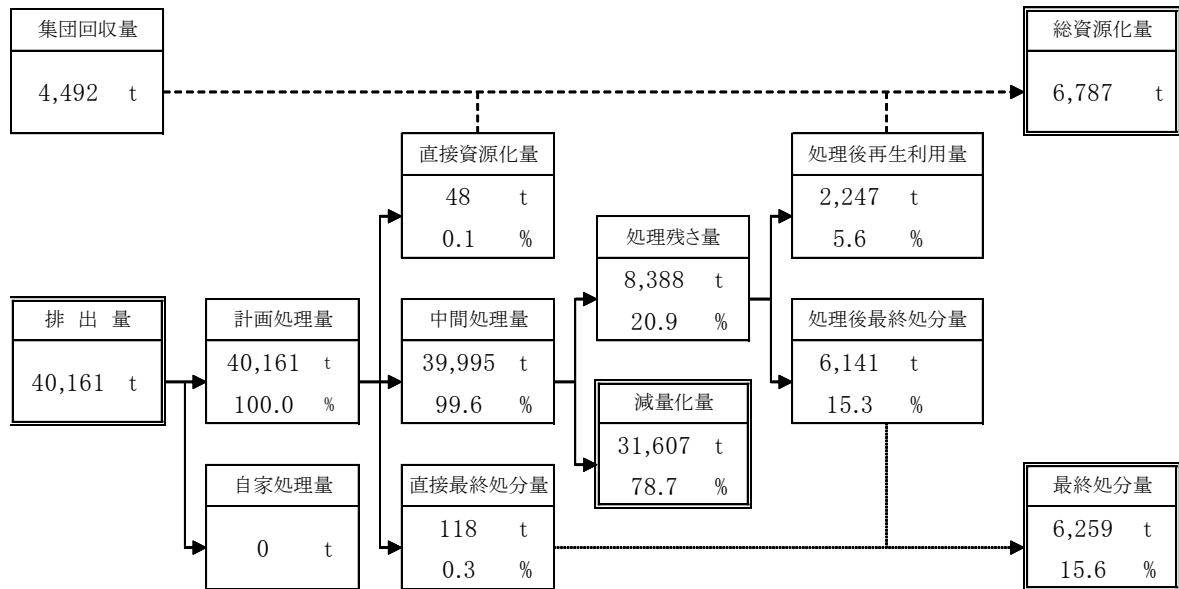 集団回収量
4,492 t
総資源化量
6,787 t
直接資源化量
48 t
0.1 %
処理後再生利用量
2,247 t
5.6 %
処理残さ量
8,388 t
20.9 %
排 出 量
40,161 t
計画処理量
40,161 t
100.0 %
中間処理量
39,995 t
99.6 %
処理後最終処分量
6,141 t
15.3 %
減量化量
31,607 t
78.7 %
自家処理量
0 t
直接最終処分量
118 t
0.3 %
最終処分量
6,259 t
15.6 %